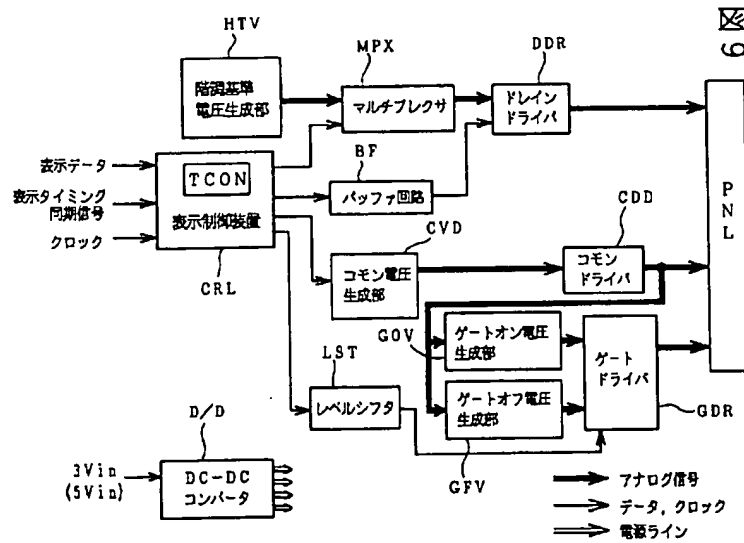 図
9
HTV
階調基準
電圧生成部
MPX
マルチプレクサ
DDR
ドレイン
ドライバ
表示データ
表示タイミング
同期信号
クロック
TCON
表示制御装置
CRL
BF
バッファ回路
CVD
コモン電圧
生成部
CDD
コモン
ドライバ
PNL
GOV
ゲートオン電圧
生成部
ゲートオフ電圧
生成部
GFV
ゲート
ドライバ
GDR
LST
レベルシフタ
D/D
3Vin
(5Vin)
DC-DC
コンバータ
アナログ信号
データ, クロック
電源ライン